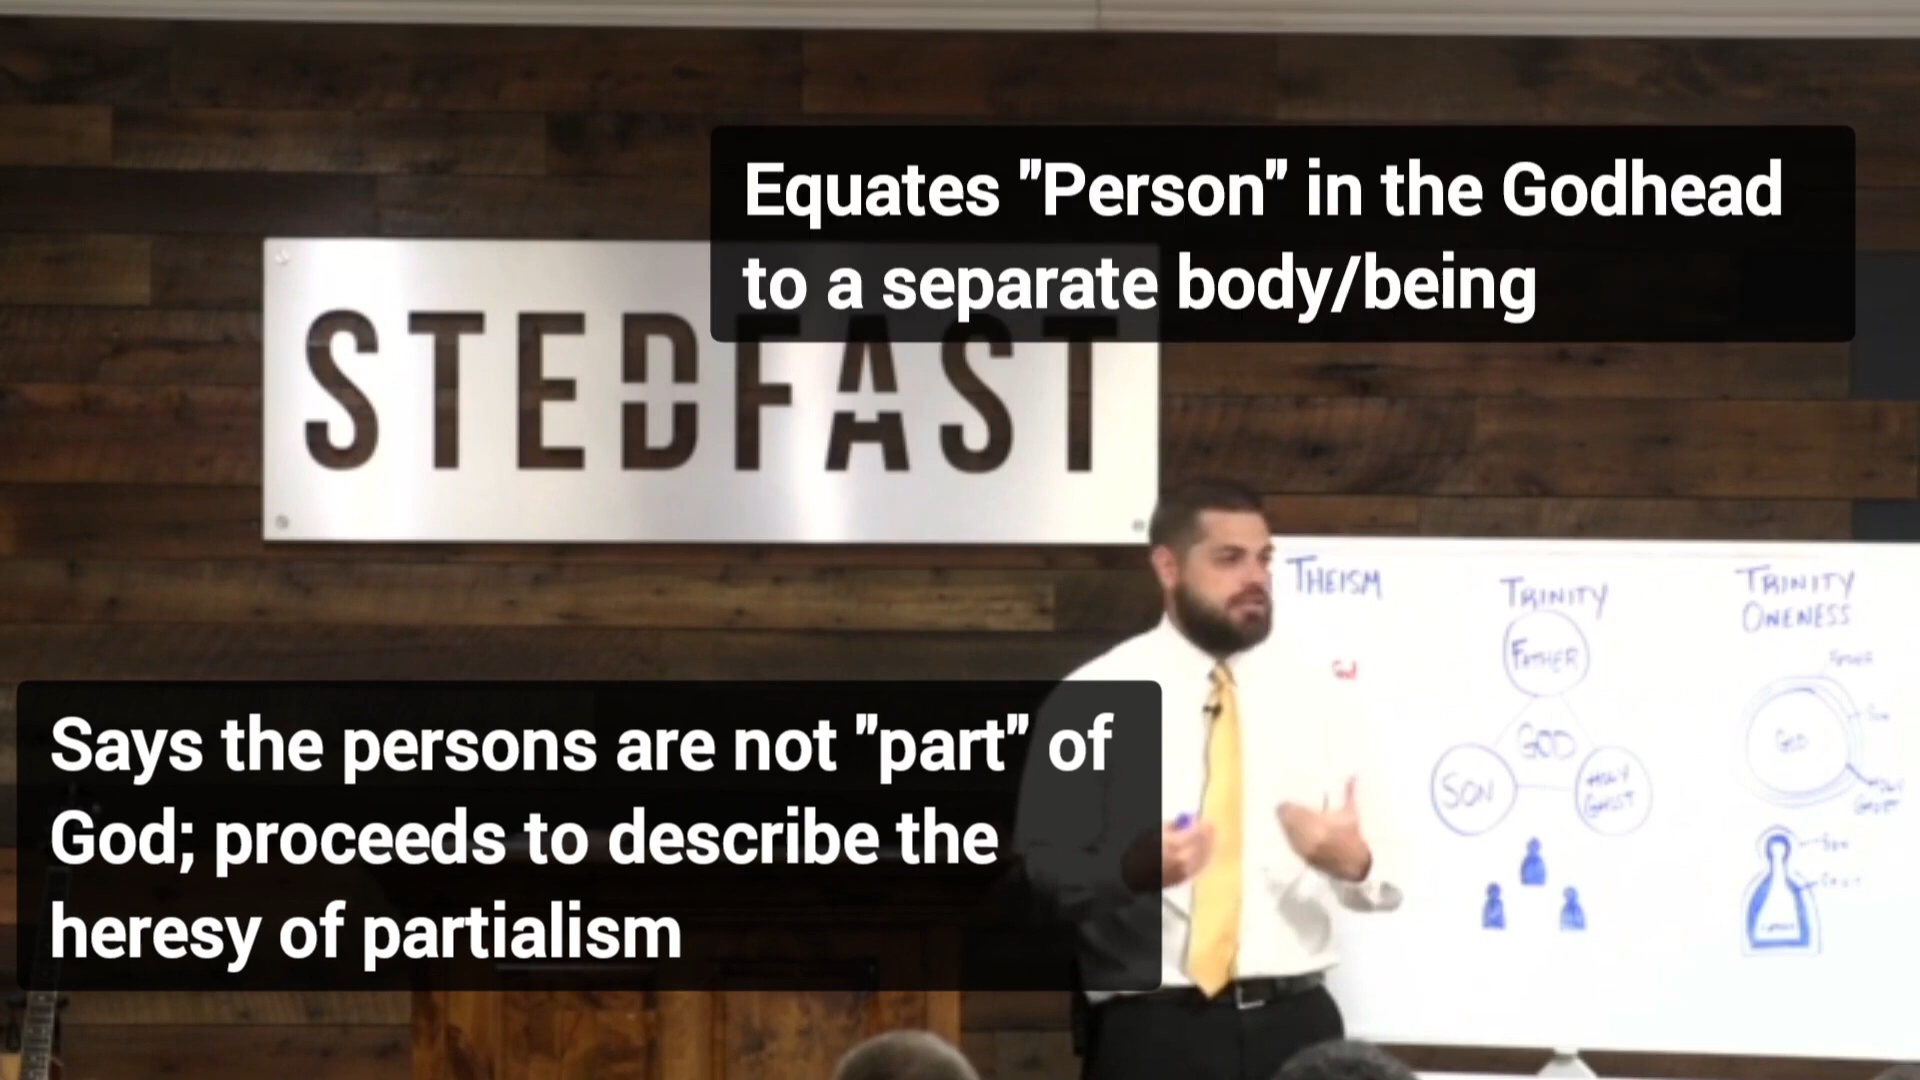 Equates "Person" in the Godhead
to a separate body/being
STEDFAST
Says the persons are not "part" of
God; proceeds to describe the
heresy of partialism
THEISM
TRINITY
FATHER
GOD
SON
HOLY
GHOST
TRINITY
ONENESS
FATHER
GOD